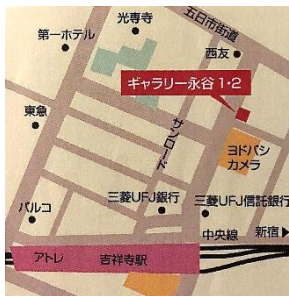 光専寺
五日市街道
第一ホテル
西友
ギャラリー永谷1・2
東急
サンロード
ヨドバシ
カメラ
パルコ
三菱UFJ銀行
三菱UFJ信託銀行
中央線
新宿▶
アトレ
吉祥寺駅